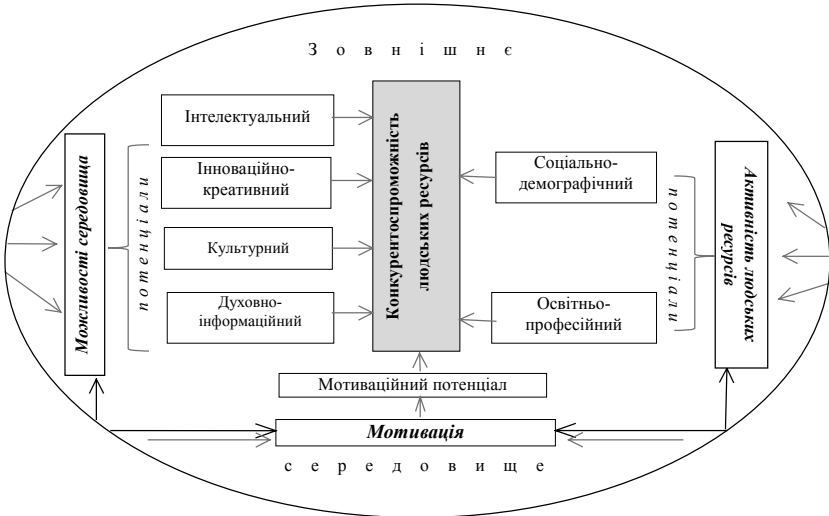 З о в н і ш н є
Можливості середовища
п о т е н ц і а л и
Інтелектуальний
Інноваційно-
креативний
Культурний
Духовно-
інформаційний
Конкурентоспроможність
людських ресурсів
Соціально-
демографічний
Освітньо-
професійний
п о т е н ц і а л и
Активність людських
ресурсів
Мотиваційний потенціал
Мотивація
с е р е д о в и щ е